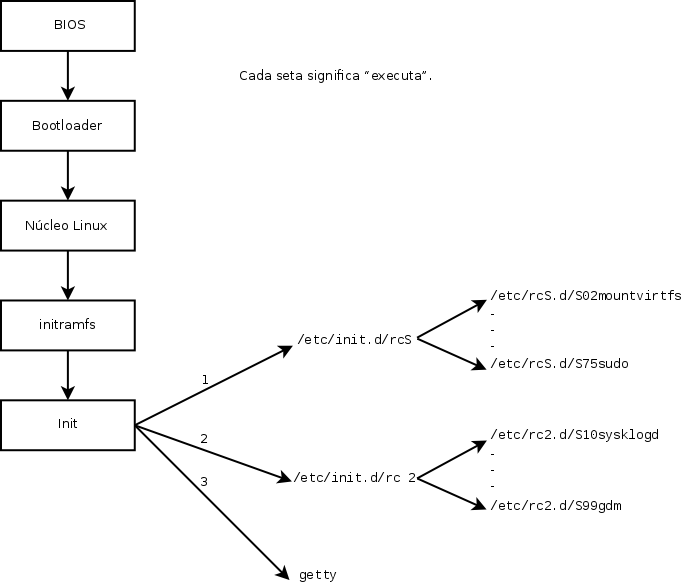 BIOS
Cada seta significa “executa”.
Bootloader
Núcleo Linux
initramfs
Init
1
2
3
/etc/init.d/rcS
/etc/rcS.d/S02mountvirtfs
-
-
-
/etc/rcS.d/S75sudo
/etc/init.d/rc 2
/etc/rc2.d/S10sysklogd
-
-
-
/etc/rc2.d/S99gdm
getty